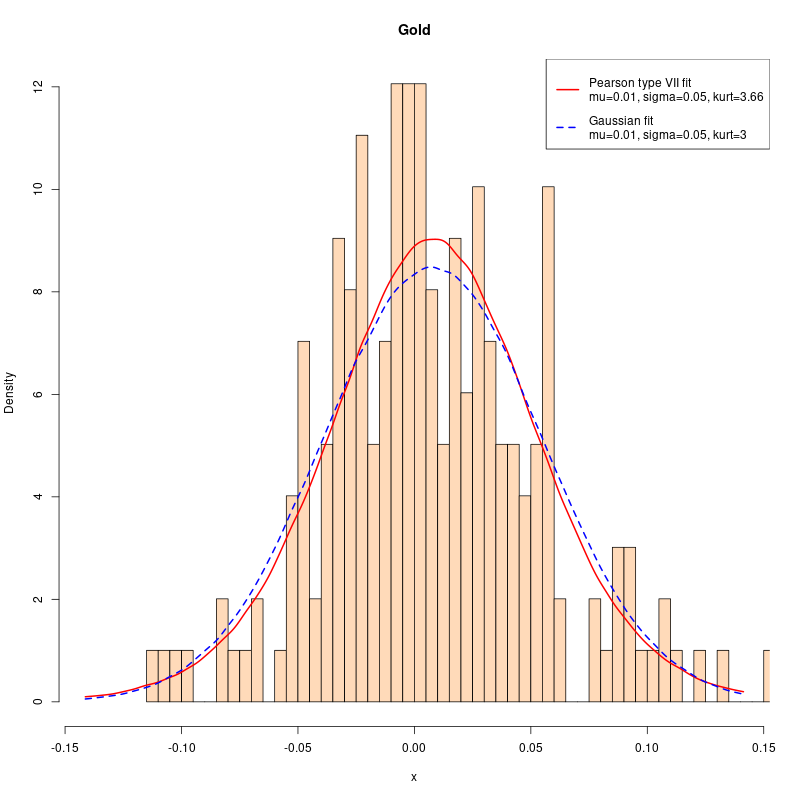 Gold
Pearson type VII fit
mu=0.01, sigma=0.05, kurt=3.66
Gaussian fit
mu=0.01, sigma=0.05, kurt=3
Density
12
10
8
6
4
2
0
-0.15 -0.10 -0.05 0.00 0.05 0.10 0.15
x